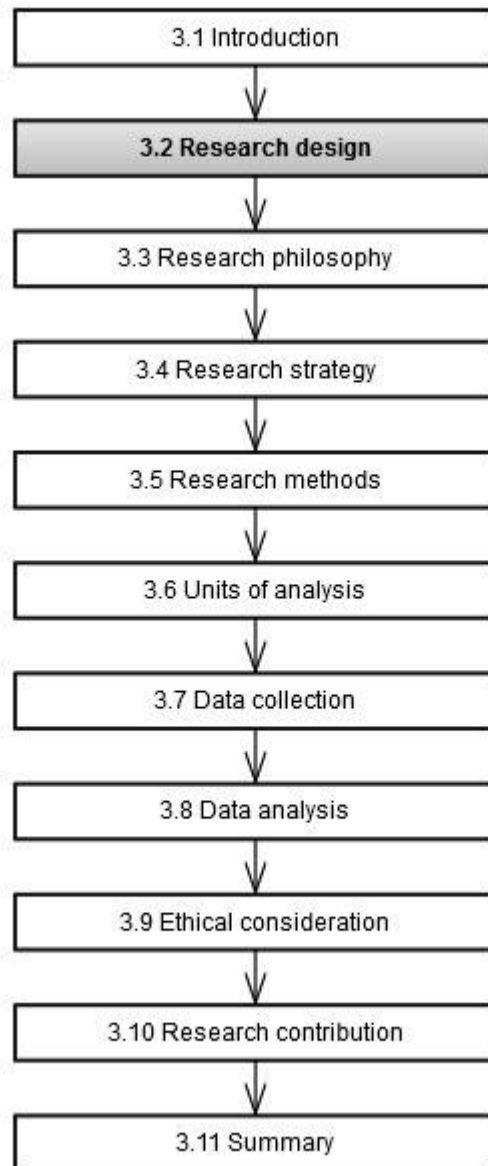 3.1 Introduction
3.2 Research design
3.3 Research philosophy
3.4 Research strategy
3.5 Research methods
3.6 Units of analysis
3.7 Data collection
3.8 Data analysis
3.9 Ethical consideration
3.10 Research contribution
3.11 Summary